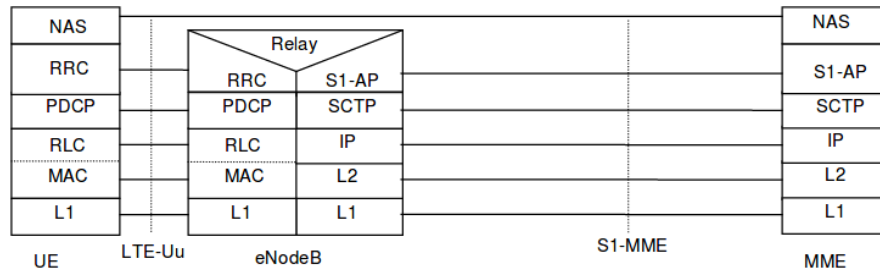 NAS
NAS
Relay
RRC
RRC
S1-AP
S1-AP
PDCP
PDCP
SCTP
SCTP
RLC
RLC
IP
IP
MAC
MAC
L2
L2
L1
L1
L1
L1
UE
LTE-Uu
eNodeB
S1-MME
MME